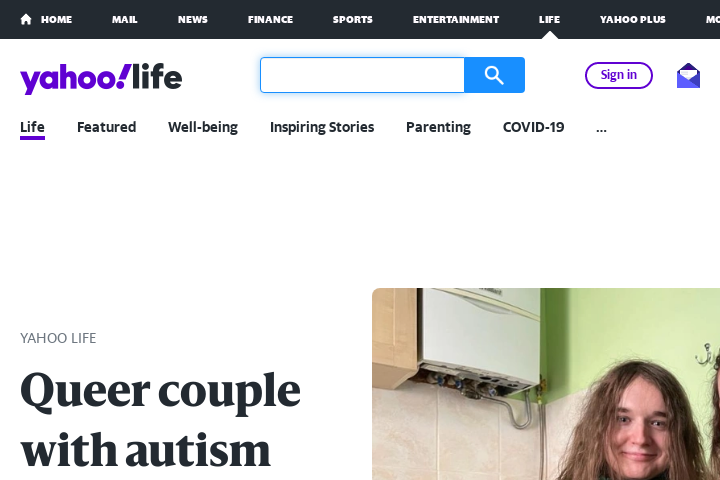 HOME MAIL NEWS FINANCE SPORTS ENTERTAINMENT LIFE YAHOO PLUS
yahoo!life
Sign in
Life Featured Well-being Inspiring Stories Parenting COVID-19 ...
YAHOO LIFE
Queer couple
with autism